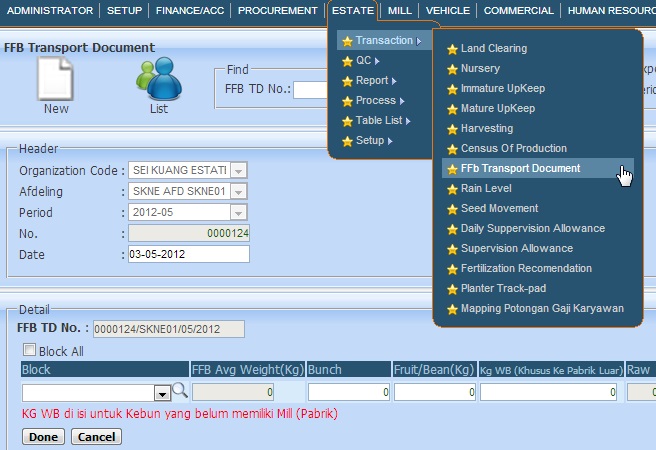 ADMINISTRATOR SETUP FINANCE/ACC PROCUREMENT ESTATE MILL VEHICLE COMMERCIAL HUMAN RESOURC
FFB Transport Document
New
List
Find
FFB TD No.:
Transaction
QC
Report
Process
Table List
Setup
Land Clearing
Nursery
Immature UpKeep
Mature UpKeep
Harvesting
Census Of Production
FFb Transport Document
Rain Level
Seed Movement
Daily Suppervision Allowance
Supervision Allowance
Fertilization Recomendation
Planter Track-pad
Mapping Potongan Gaji Karyawan
Header
Organization Code : SEI KUANG ESTATI
Afdeling : SKNE AFD SKNE01
Period : 2012-05
No. : 0000124
Date : 03-05-2012
Detail
FFB TD No. : 0000124/SKNE01/05/2012
Block All
Block FFB Avg Weight(Kg) Bunch Fruit/Bean(Kg) Kg WB (Khusus Ke Pabrik Luar) Raw
0 0 0 0
KG WB di isi untuk Kebun yang belum memiliki Mill (Pabrik)
Done Cancel